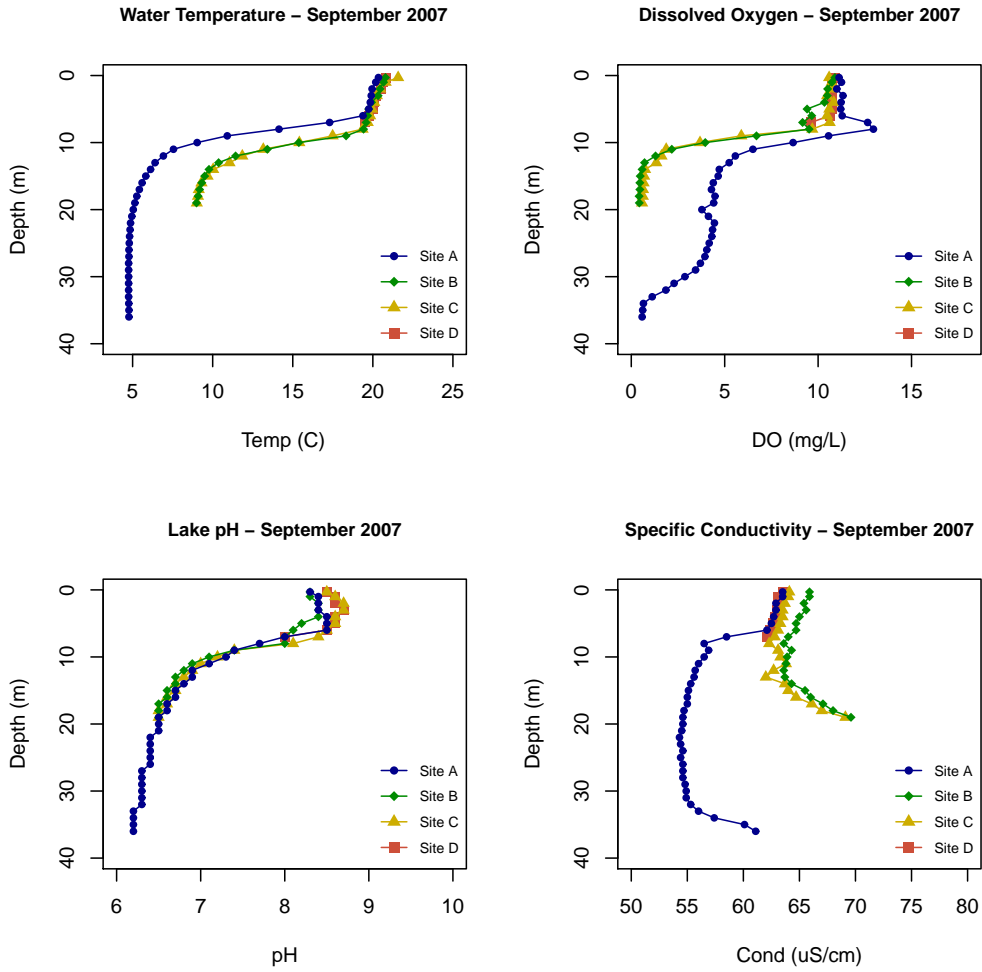 Water Temperature – September 2007
0
10
20
30
40
Depth (m)
Site A
Site B
Site C
Site D
5 10 15 20 25
Temp (C)
Dissolved Oxygen – September 2007
0
10
20
30
40
Depth (m)
Site A
Site B
Site C
Site D
0 5 10 15
DO (mg/L)
Lake pH – September 2007
0
10
20
30
40
Depth (m)
Site A
Site B
Site C
Site D
6 7 8 9 10
pH
Specific Conductivity – September 2007
0
10
20
30
40
Depth (m)
Site A
Site B
Site C
Site D
50 55 60 65 70 75 80
Cond (uS/cm)